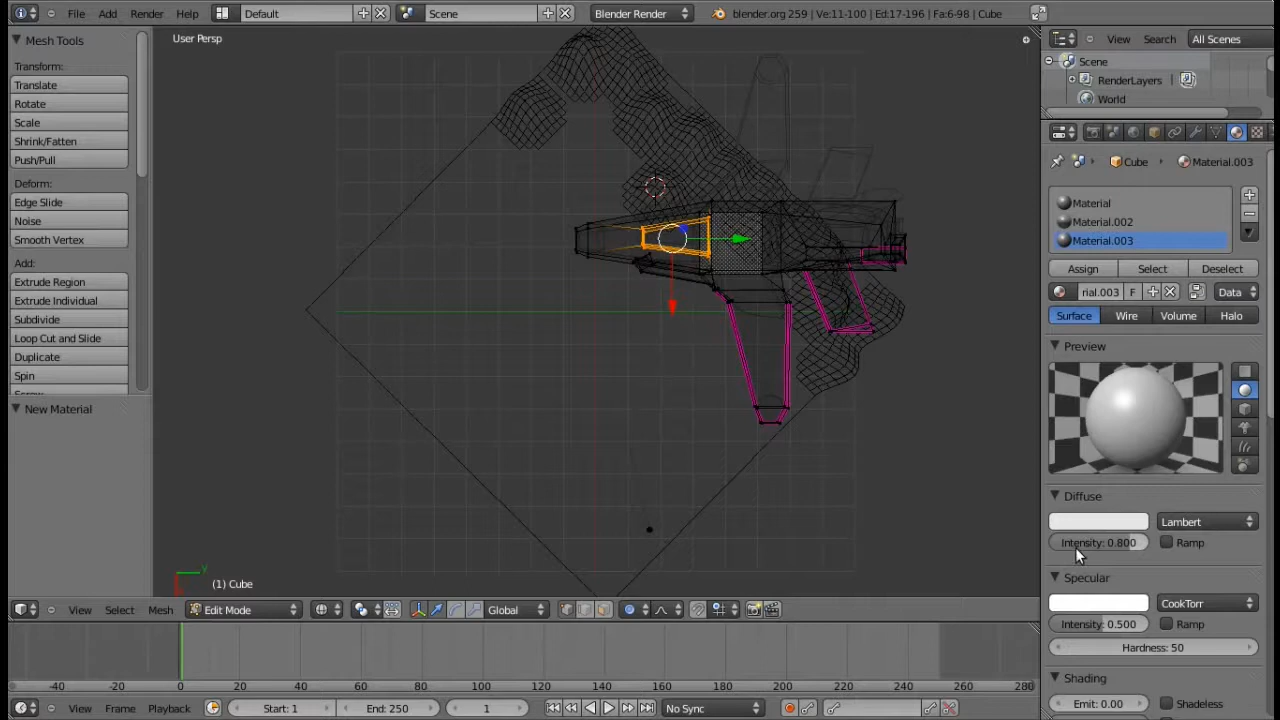 File Add Render Help Default Scene Blender Render blender.org 259 | Ve:11-100 | Ed:17-196 | Fa:6-98 | Cube
Mesh Tools
Transform:
Translate
Rotate
Scale
Shrink/Fatten
Push/Pull
Deform:
Edge Slide
Noise
Smooth Vertex
Add:
Extrude Region
Extrude Individual
Subdivide
Loop Cut and Slide
Duplicate
Spin
New Material
User Persp
y
(1) Cube
View Select Mesh Edit Mode Global
-40 -20 0 20 40 60 80 100 120 140 160 180 200 220 240 260 280
View Frame Playback Start: 1 End: 250 1 No Sync
View Search All Scenes
Scene
RenderLayers |
World
Cube Material.003
Material
Material.002
Material.003
Assign Select Deselect
rial.003 F Data
Surface Wire Volume Halo
Preview
Diffuse
Lambert
Intensity: 0.800 Ramp
Specular
CookTorr
Intensity: 0.500 Ramp
Hardness: 50
Shading
Emit: 0.00 Shadeless